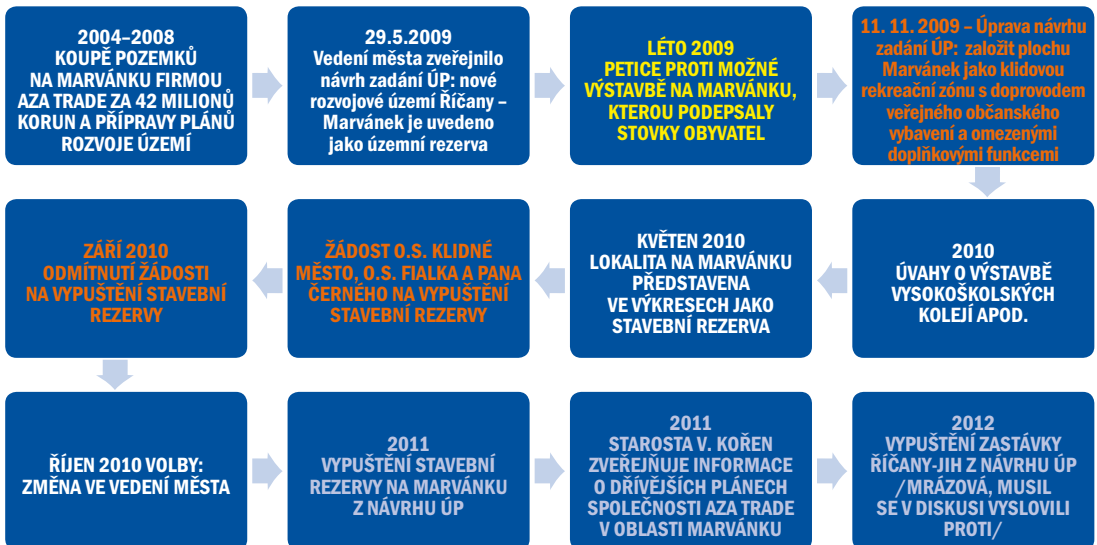 2004–2008
KOUPĚ POZEMKŮ
NA MARVÁNKU FIRMOU
AZA TRADE ZA 42 MILIONŮ
KORUN A PŘÍPRAVY PLÁNŮ
ROZVOJE ÚZEMÍ
29.5.2009
Vedení města zveřejnilo
návrh zadání ÚP: nové
rozvojové území Říčany –
Marvánek je uvedeno
jako územní rezerva
LÉTO 2009
PETICE PROTI MOŽNÉ
VÝSTAVBĚ NA MARVÁNKU,
KTEROU PODEPSALY
STOVKY OBYVATEL
11. 11. 2009 – Úprava návrhu
zadání ÚP: založit plochu
Marvánek jako klidovou
rekreační zónu s doprovodem
veřejného občanského
vybavení a omezenými
doplňkovými funkcemi
2010
ÚVAHY O VÝSTAVBĚ
VYSOKOŠKOLSKÝCH
KOLEJÍ APOD.
KVĚTEN 2010
LOKALITA NA MARVÁNKU
PŘEDSTAVENA
VE VÝKRESECH JAKO
STAVEBNÍ REZERVA
ŽÁDOST O.S. KLIDNÉ
MĚSTO, O.S. FIALKA A PANA
ČERNÉHO NA VYPUŠTĚNÍ
STAVEBNÍ REZERVY
ZÁŘÍ 2010
ODMÍTNUTÍ ŽÁDOSTI
NA VYPUŠTĚNÍ STAVEBNÍ
REZERVY
ŘÍJEN 2010 VOLBY:
ZMĚNA VE VEDENÍ MĚSTA
2011
VYPUŠTĚNÍ STAVEBNÍ
REZERVY NA MARVÁNKU
Z NÁVRHU ÚP
2011
STAROSTA V. KOŘEN
ZVEŘEJŇUJE INFORMACE
O DŘÍVĚJŠÍCH PLÁNECH
SPOLEČNOSTI AZA TRADE
V OBLASTI MARVÁNKU
2012
VYPUŠTĚNÍ ZASTÁVKY
ŘÍČANY-JIH Z NÁVRHU ÚP
/MRÁZOVÁ, MUSIL
SE V DISKUSI VYSLOVILI
PROTI/